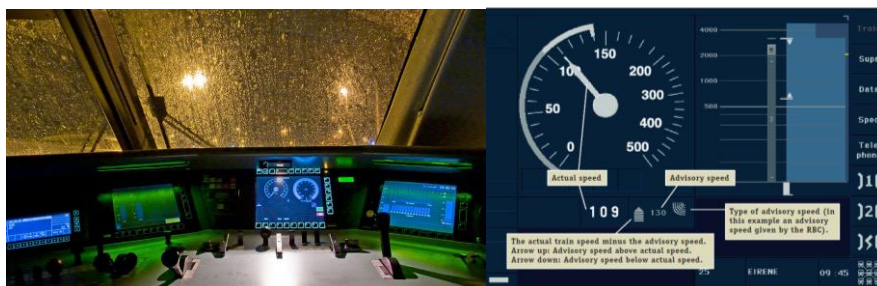 4000
2000
1000
500
0
50
100
150
200
250
300
400
500
Actual speed
Advisory speed
109
130
Type of advisory speed (in
this example an advisory
speed given by the RBC).
The actual train speed minus the advisory speed.
Arrow up: Advisory speed above actual speed.
Arrow down: Advisory speed below actual speed.
25
EIRENE
09 :45